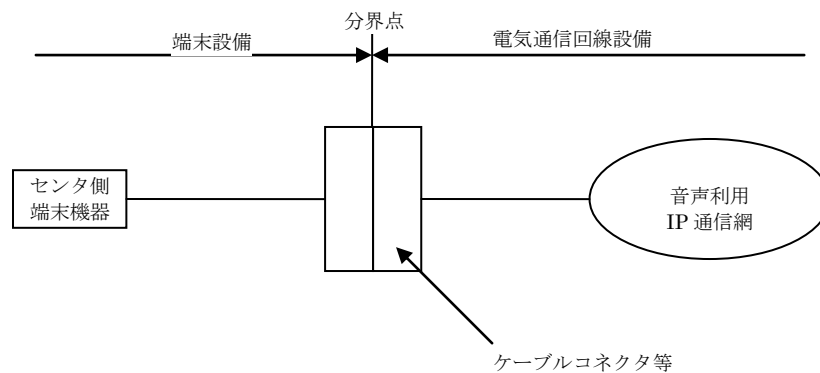 分界点
端末設備
電気通信回線設備
センタ側
端末機器
音声利用
IP 通信網
ケーブルコネクタ等